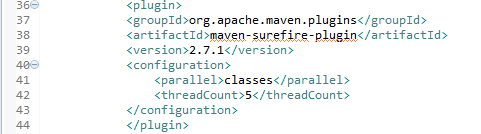 36 <plugin>
37 <groupId>org.apache.maven.plugins</groupId>
38 <artifactId>maven-surefire-plugin</artifactId>
39 <version>2.7.1</version>
40 <configuration>
41 <parallel>classes</parallel>
42 <threadCount>5</threadCount>
43 </configuration>
44 </plugin>